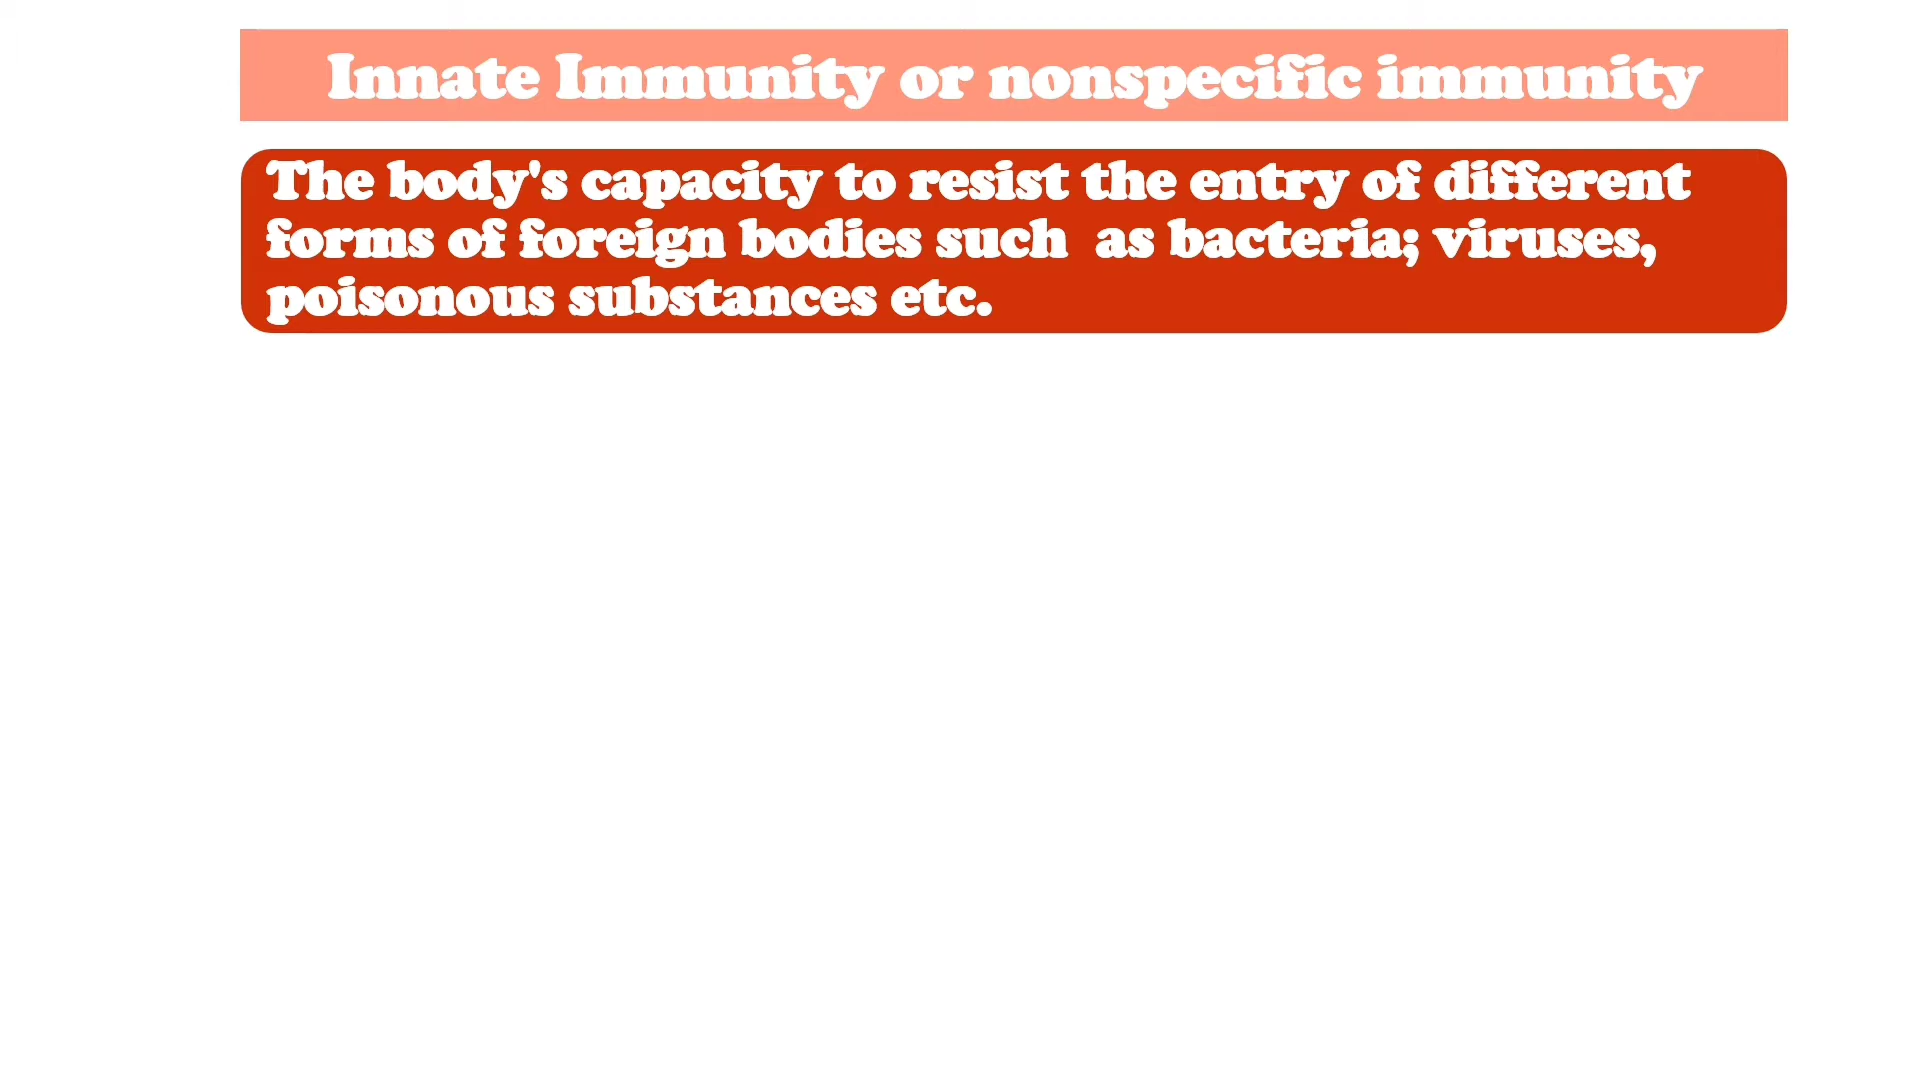 Innate Immunity or nonspecific immunity
The body's capacity to resist the entry of different
forms of foreign bodies such  as bacteria; viruses,
poisonous substances etc.